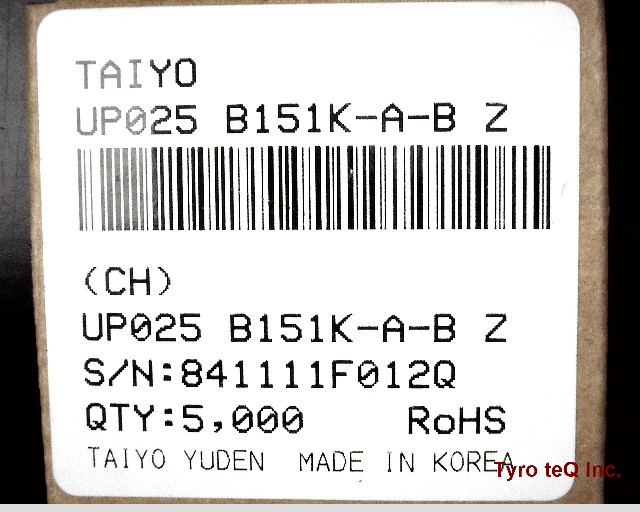 TAIYO
UP025 B151K-A-B Z
(CH)
UP025 B151K-A-B Z
S/N:841111F012Q
QTY:5,000 RoHS
TAIYO YUDEN MADE IN KOREA
Tyro teQ Inc.